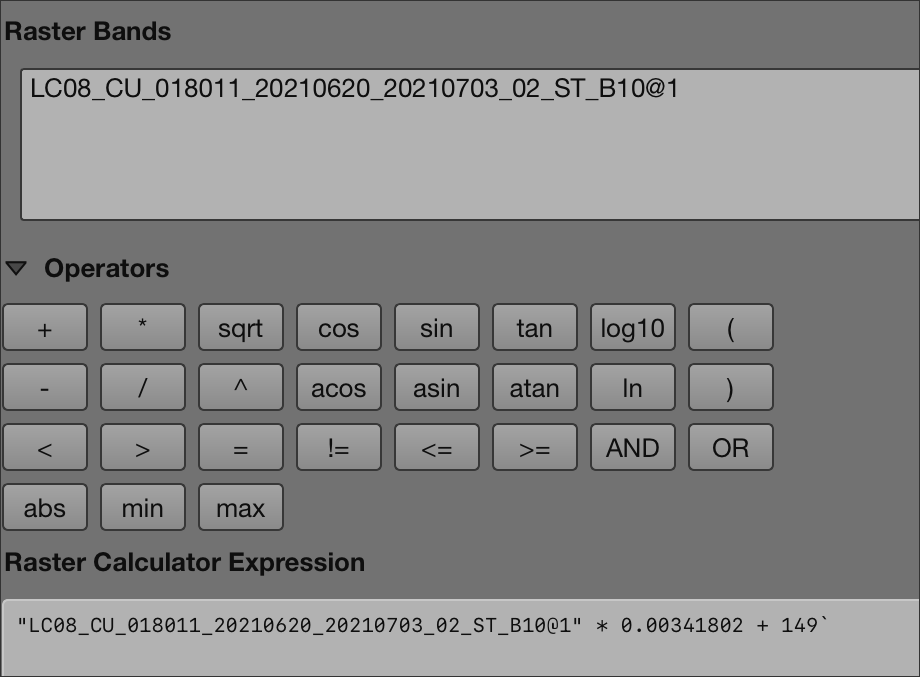 Raster Bands
LC08_CU_018011_20210620_20210703_02_ST_B10@1
Operators
+ * sqrt cos sin tan log10 (
- / ^ acos asin atan ln )
< > = != <= >= AND OR
abs min max
Raster Calculator Expression
"LC08_CU_018011_20210620_20210703_02_ST_B10@1" * 0.00341802 + 149`